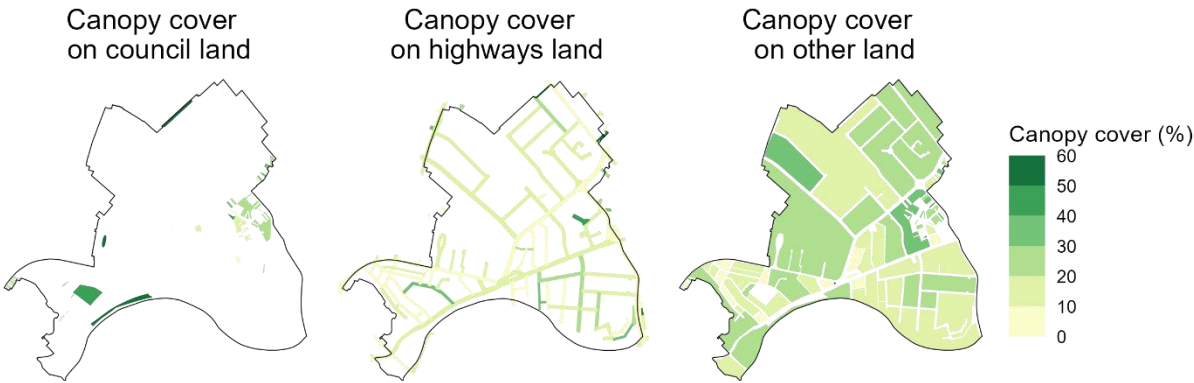 Canopy cover
on council land
Canopy cover
on highways land
Canopy cover
on other land
Canopy cover (%)
60
50
40
30
20
10
0